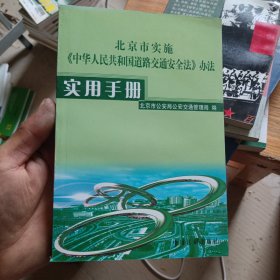 北京市实施
《中华人民共和国道路交通安全法》办法
实用手册
北京市公安局公安交通管理局 编